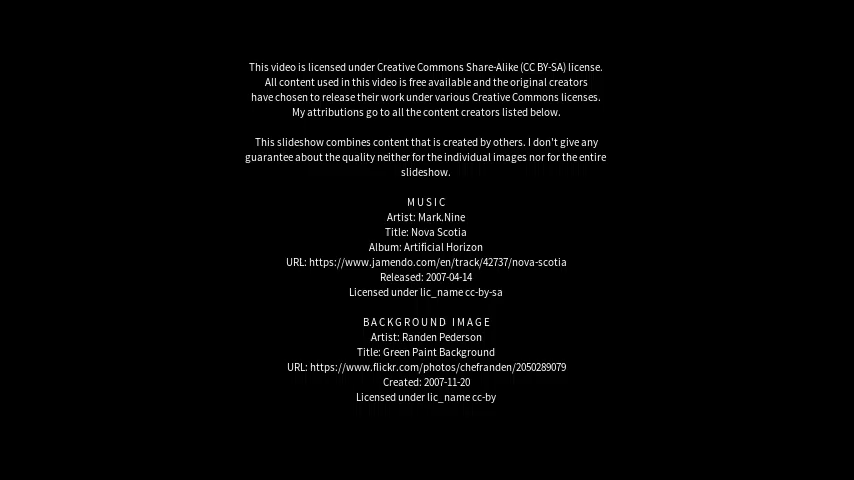 This video is licensed under Creative Commons Share-Alike (CC BY-SA) license.
All content used in this video is free available and the original creators
have chosen to release their work under various Creative Commons licenses.
My attributions go to all the content creators listed below.
This slideshow combines content that is created by others. I don't give any
guarantee about the quality neither for the individual images nor for the entire
slideshow.
M U S I C
Artist: Mark.Nine
Title: Nova Scotia
Album: Artificial Horizon
URL: https://www.jamendo.com/en/track/42737/nova-scotia
Released: 2007-04-14
Licensed under lic_name cc-by-sa
B A C K G R O U N D   I M A G E
Artist: Randen Pederson
Title: Green Paint Background
URL: https://www.flickr.com/photos/chefranden/2050289079
Created: 2007-11-20
Licensed under lic_name cc-by